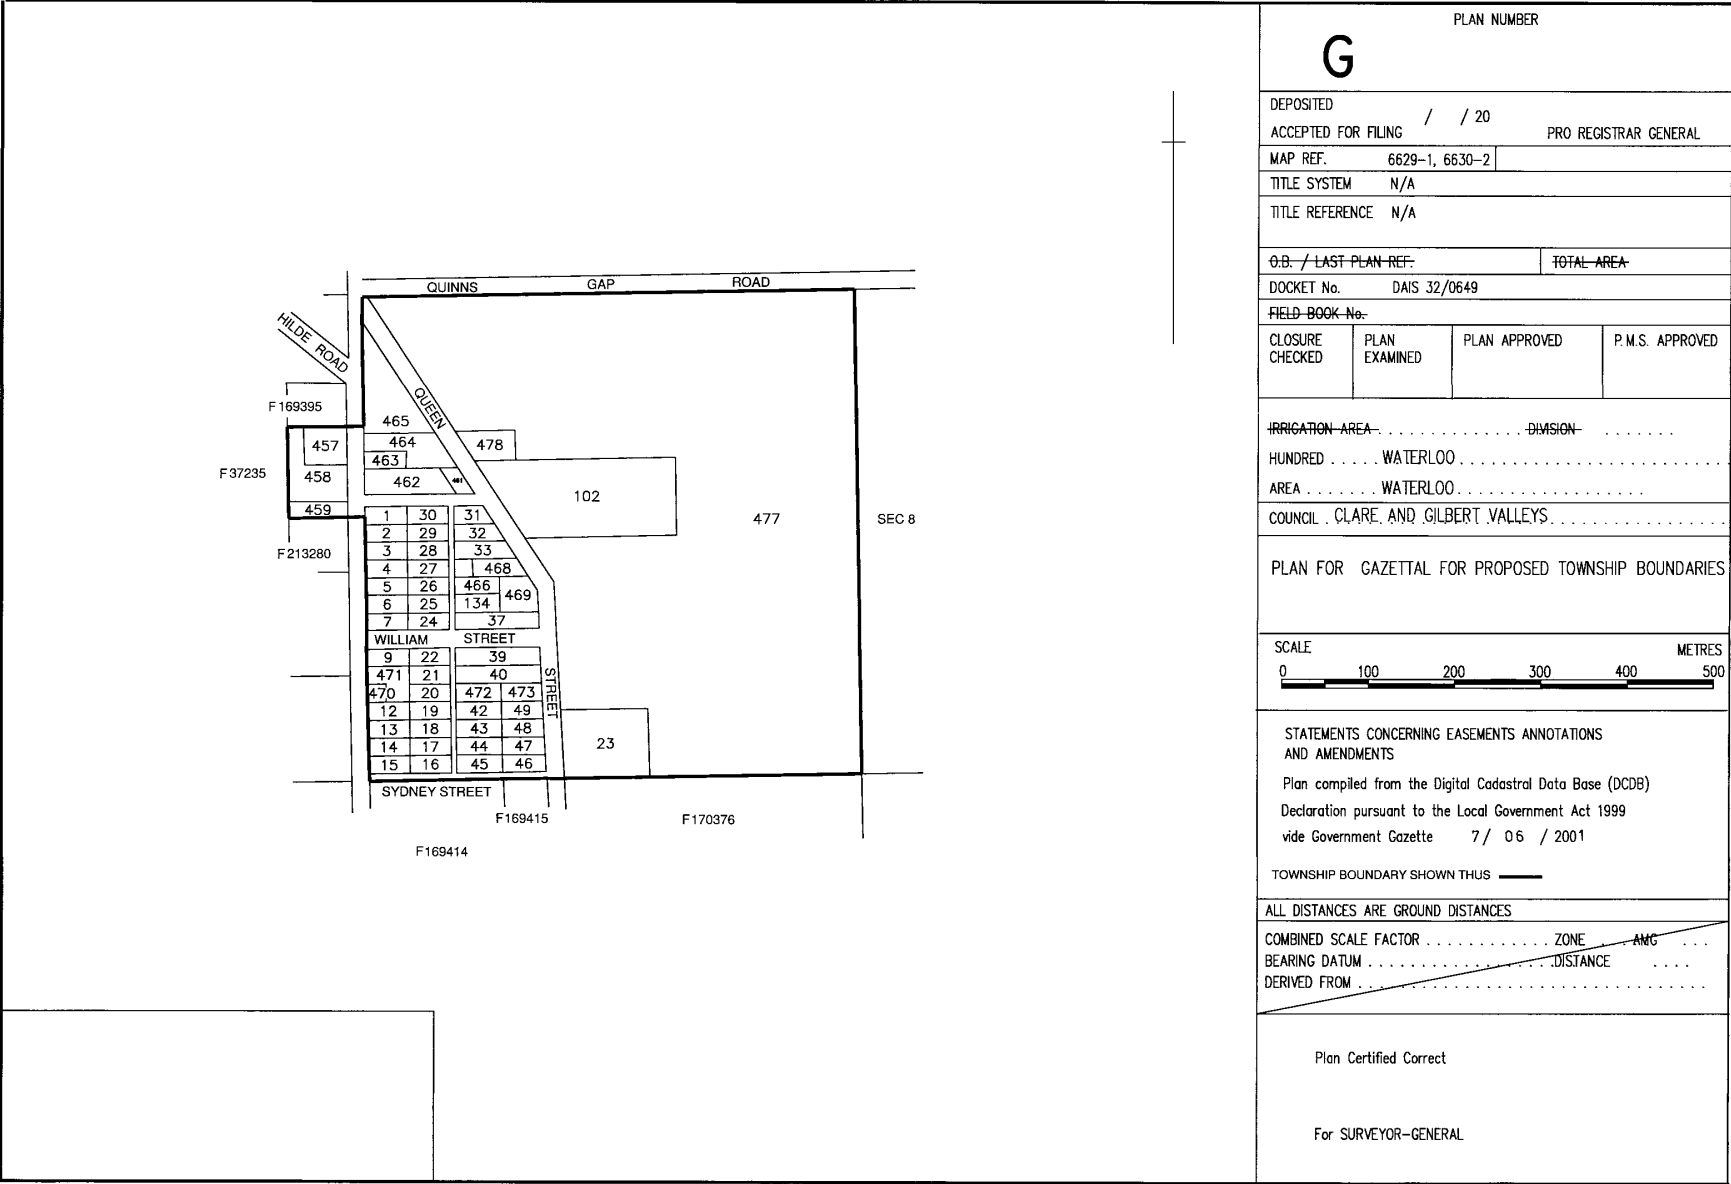 QUINNS GAP ROAD
HILDE ROAD
QUEEN
F169395
465
457
464
478
463
F37235
458
462
461
102
477
SEC 8
459
1 30 31
2 29 32
F213280
3 28 33
4 27 468
5 26 466
469
6 25 134
7 24 37
WILLIAM STREET
9 22 39
471 21 40
470 20 472 473
STREET
12 19 42 49
13 18 43 48
14 17 44 47
23
15 16 45 46
SYDNEY STREET
F169415
F170376
F169414
PLAN NUMBER
G
DEPOSITED
/ / 20
ACCEPTED FOR FILING
PRO REGISTRAR GENERAL
MAP REF. 6629-1, 6630-2
TITLE SYSTEM N/A
TITLE REFERENCE N/A
O.B. / LAST PLAN REF. TOTAL AREA
DOCKET No. DAIS 32/0649
FIELD BOOK No.
CLOSURE CHECKED
PLAN EXAMINED
PLAN APPROVED
P.M.S. APPROVED
IRRIGATION AREA . . . . . . . . . . . . . DIVISION . . . . . . .
HUNDRED . . . . . WATERLOO . . . . . . . . . . . . . . . . . . . . . . . . .
AREA . . . . . . . WATERLOO . . . . . . . . . . . . . . . . . .
COUNCIL . CLARE AND GILBERT VALLEYS . . . . . . . . . . . . . . . . .
PLAN FOR GAZETTAL FOR PROPOSED TOWNSHIP BOUNDARIES
SCALE METRES
0 100 200 300 400 500
STATEMENTS CONCERNING EASEMENTS ANNOTATIONS
AND AMENDMENTS
Plan compiled from the Digital Cadastral Data Base (DCDB)
Declaration pursuant to the Local Government Act 1999
vide Government Gazette 7/ 06 / 2001
TOWNSHIP BOUNDARY SHOWN THUS
ALL DISTANCES ARE GROUND DISTANCES
COMBINED SCALE FACTOR . . . . . . . . . . . . ZONE . . . AMG . . .
BEARING DATUM . . . . . . . . . . . . . . . . . . DISTANCE . . . .
DERIVED FROM . . . . . . . . . . . . . . . . . . . . . . . . . . . . . . . . .
Plan Certified Correct
For SURVEYOR-GENERAL